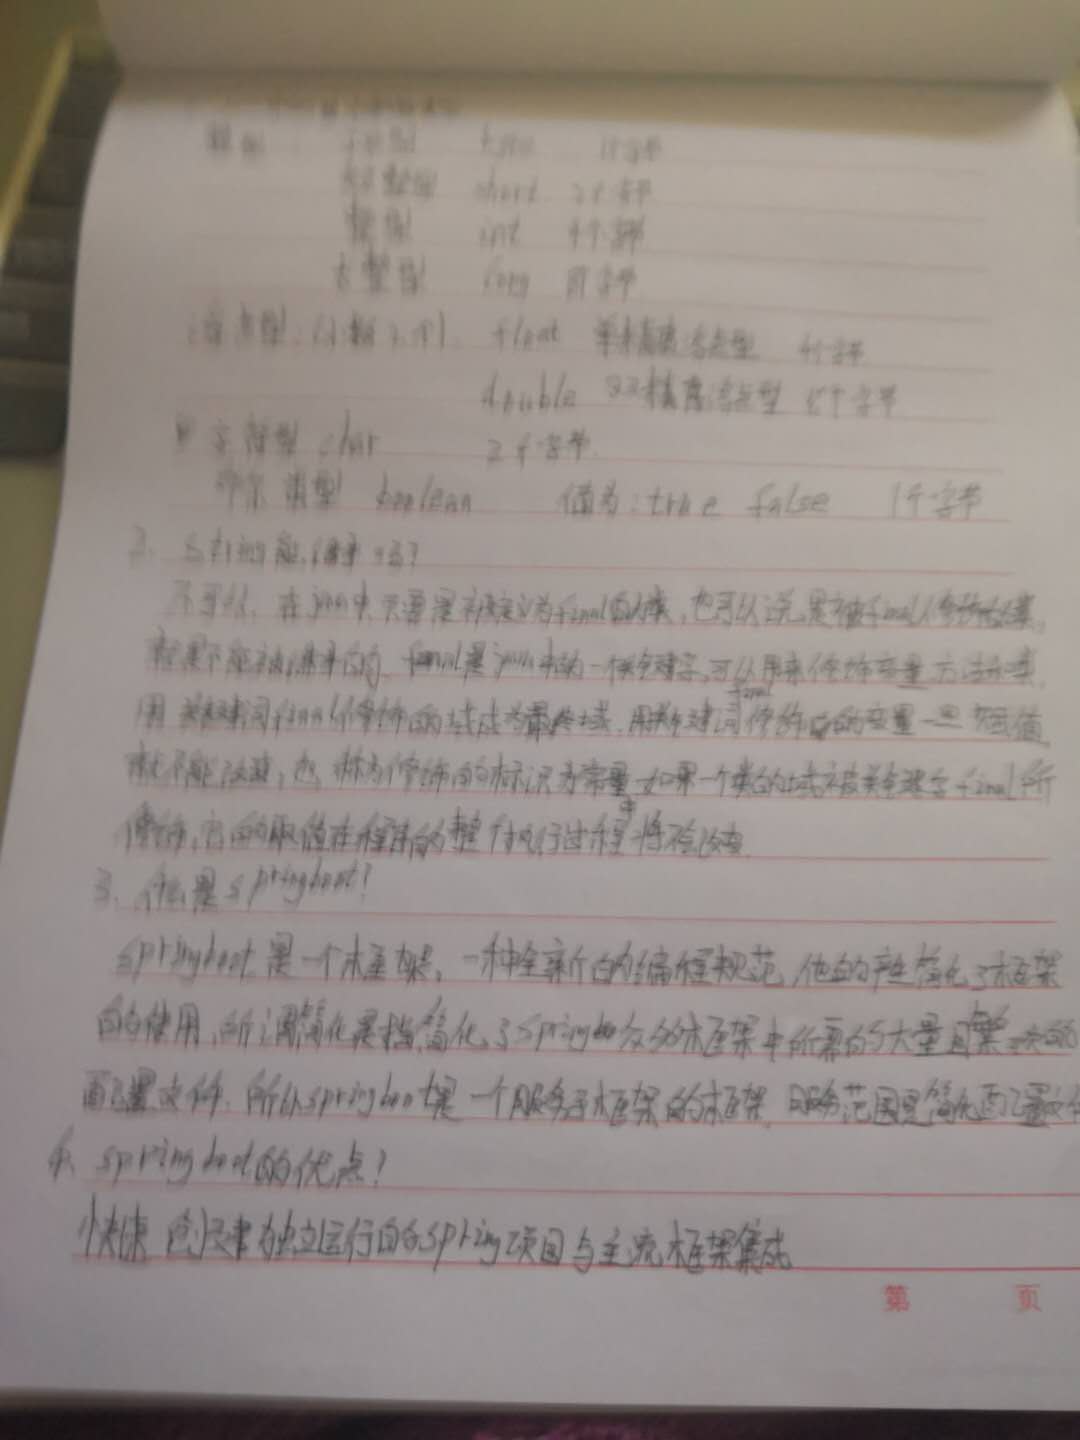 整型： 字节型 byte 1个字节
短整型 short 2个字节
整型 int 4个字节
长整型 long 8个字节
浮点型：(小数)2个. float 单精度浮点型 4个字节
double 双精度浮点型 8个字节
字符型 char 2个字节.
布尔类型 boolean 值为：true false 1个字节
2. String能继承吗？
不可以，在java中，只要是被定义为final的类，也可以说是被final修饰的类，
就是不能被继承的，final是java中的一个关键字，可以用来修饰变量、方法和类.
用关键词final修饰的域成为最终域.用关键词final修饰的变量一旦赋值
就不能改变，也称为修饰的标识为常量，如果一个类的域被关键字final所
修饰，它的取值在程序的整个执行过程中将不会改变.
3. 什么是springboot？
springboot是一个框架，一种全新的编程规范，他的产生简化了框架
的使用，所谓简化是指简化了spring众多的框架中所需的大量且繁琐的
配置文件，所以springboot是一个服务于框架的框架，服务范围是简化配置文件
4. springboot的优点？
快速创建独立运行的spring项目与主流框架集成
第 页